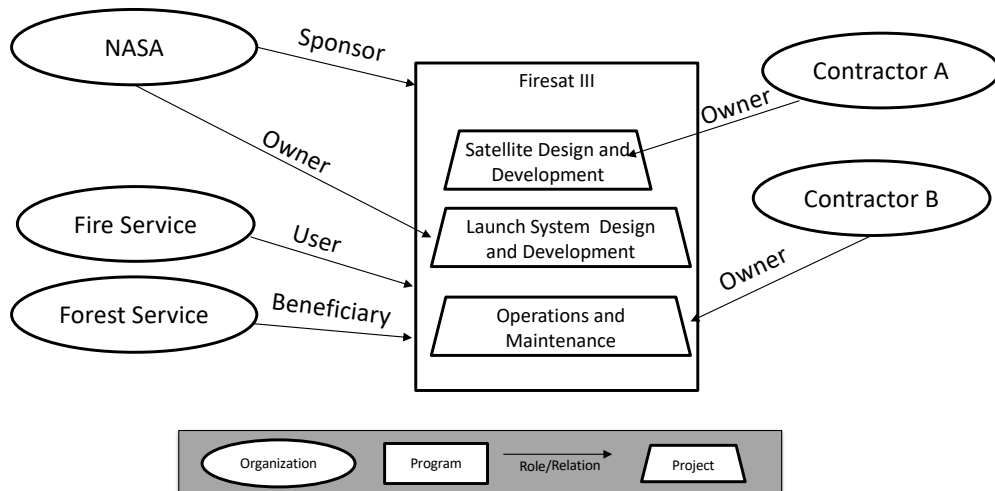 NASA
Sponsor
Firesat III
Contractor A
Owner
Owner
Satellite Design and
Development
Contractor B
Fire Service
User
Launch System  Design
and Development
Owner
Forest Service
Beneficiary
Operations and
Maintenance
Organization
Program
Role/Relation
Project